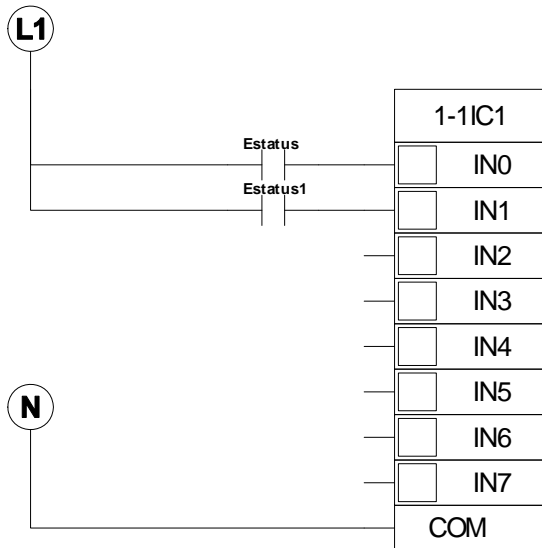 L1
1-1IC1
Estatus
IN0
Estatus1
IN1
IN2
IN3
IN4
IN5
N
IN6
IN7
COM